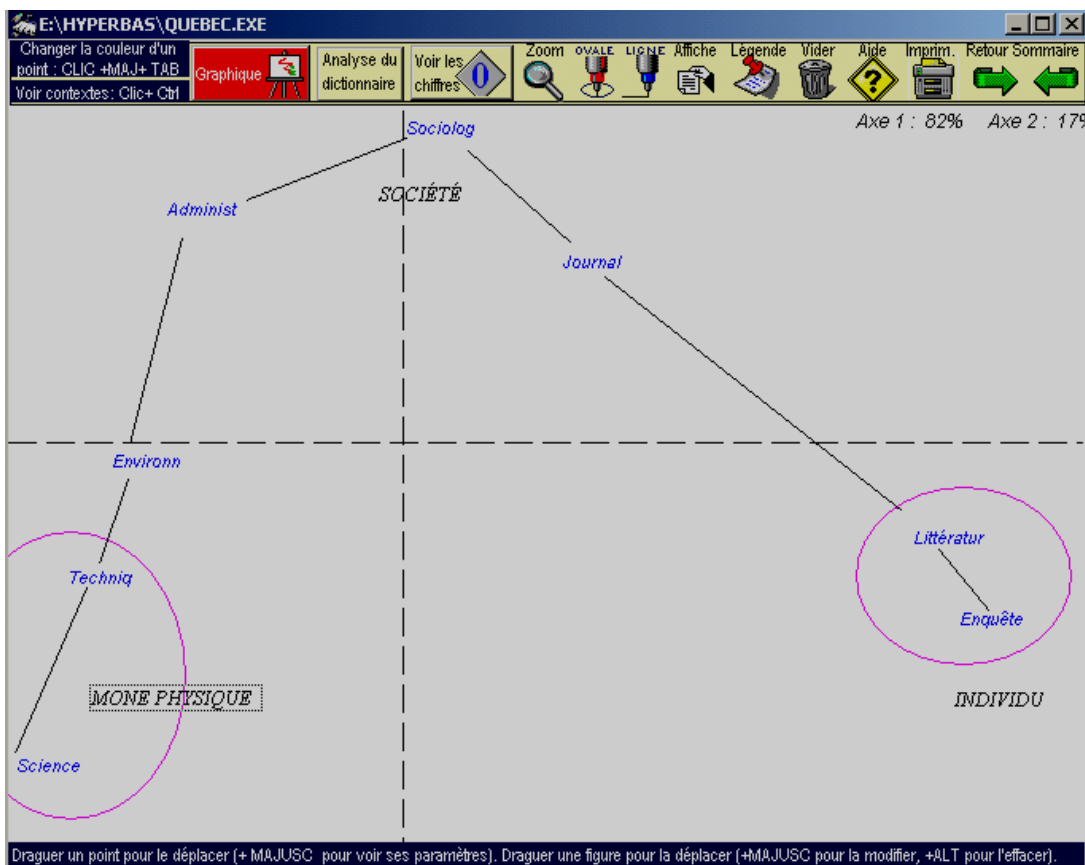 E:\HYPERBAS\QUEBEC.EXE
Changer la couleur d'un
point : CLIC +MAJ+ TAB
Voir contextes: Clic+ Ctrl
Graphique
Analyse du
dictionnaire
Voir les
chiffres
0
Zoom
OVALE
LIGNE
Affiche
Légende
Vider
Aide
?
Imprim.
Retour Sommaire
Axe 1 : 82% Axe 2 : 17%
Sociolog
SOCIÉTÉ
Administ
Journal
Environn
Littératur
Techniq
Enquête
MONE PHYSIQUE
INDIVIDU
Science
Draguer un point pour le déplacer (+ MAJUSC pour voir ses paramètres). Draguer une figure pour la déplacer (+MAJUSC pour la modifier, +ALT pour l'effacer).